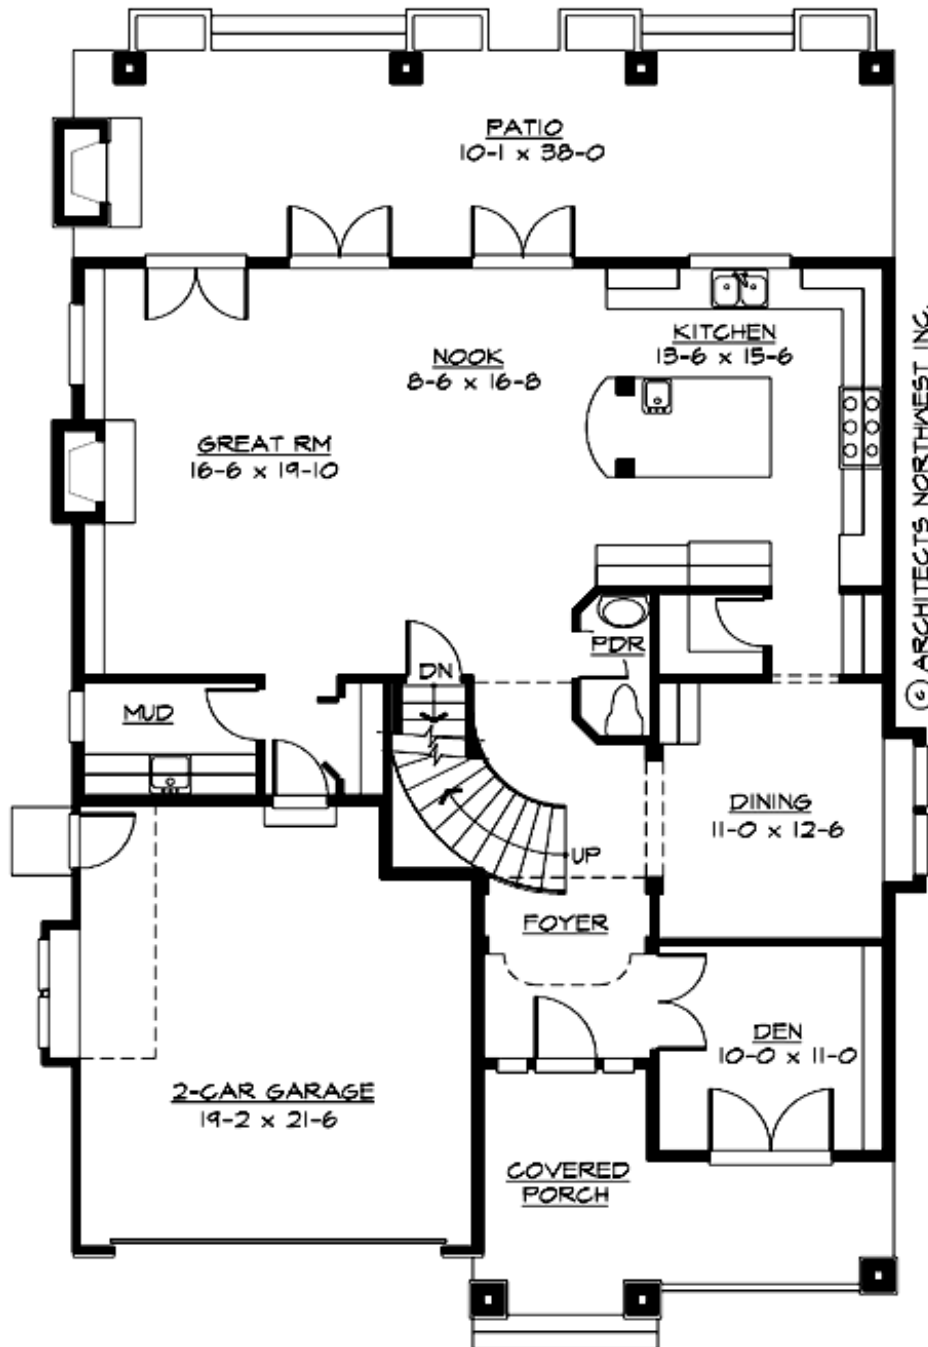 PATIO
10-1 x 38-0
KITCHEN
13-6 x 15-6
NOOK
8-6 x 16-8
GREAT RM
16-6 x 19-10
© ARCHITECTS NORTHWEST INC.
PDR
DN
MUD
DINING
11-0 x 12-6
UP
FOYER
DEN
10-0 x 11-0
2-CAR GARAGE
19-2 x 21-6
COVERED
PORCH